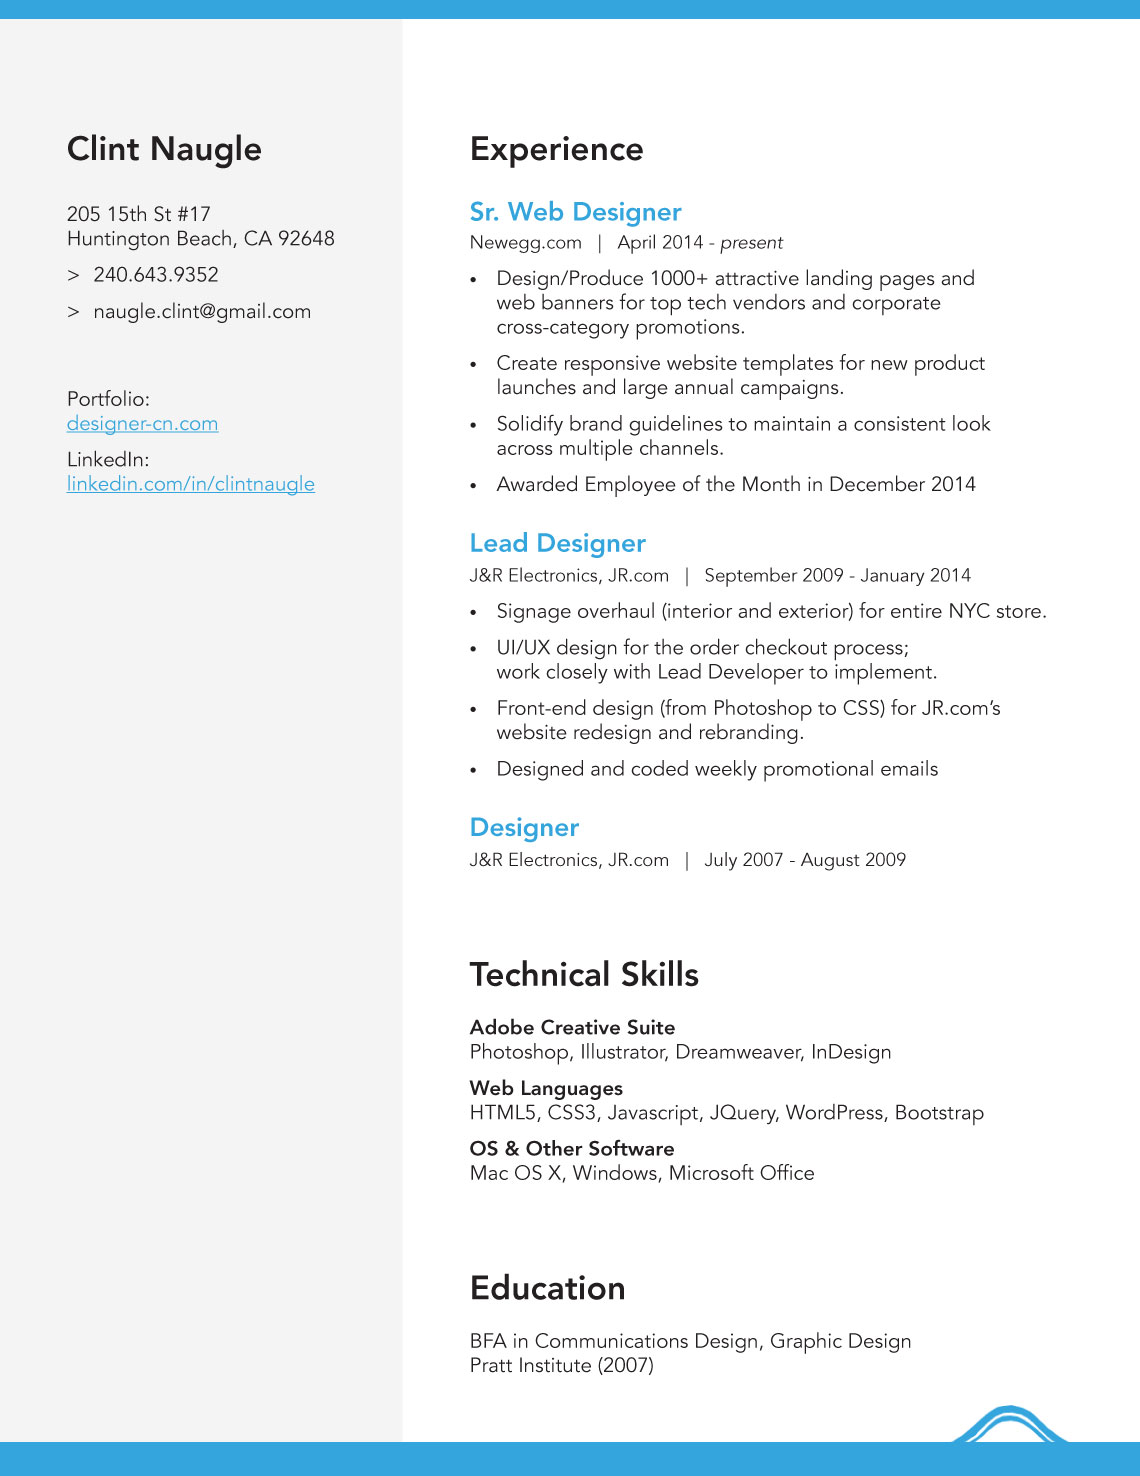 Clint Naugle
205 15th St #17
Huntington Beach, CA 92648
> 240.643.9352
> naugle.clint@gmail.com
Portfolio:
designer-cn.com
LinkedIn:
linkedin.com/in/clintnaugle
Experience
Sr. Web Designer
Newegg.com | April 2014 - present
• Design/Produce 1000+ attractive landing pages and
web banners for top tech vendors and corporate
cross-category promotions.
• Create responsive website templates for new product
launches and large annual campaigns.
• Solidify brand guidelines to maintain a consistent look
across multiple channels.
• Awarded Employee of the Month in December 2014
Lead Designer
J&R Electronics, JR.com | September 2009 - January 2014
• Signage overhaul (interior and exterior) for entire NYC store.
• UI/UX design for the order checkout process;
work closely with Lead Developer to implement.
• Front-end design (from Photoshop to CSS) for JR.com’s
website redesign and rebranding.
• Designed and coded weekly promotional emails
Designer
J&R Electronics, JR.com | July 2007 - August 2009
Technical Skills
Adobe Creative Suite
Photoshop, Illustrator, Dreamweaver, InDesign
Web Languages
HTML5, CSS3, Javascript, JQuery, WordPress, Bootstrap
OS & Other Software
Mac OS X, Windows, Microsoft Office
Education
BFA in Communications Design, Graphic Design
Pratt Institute (2007)